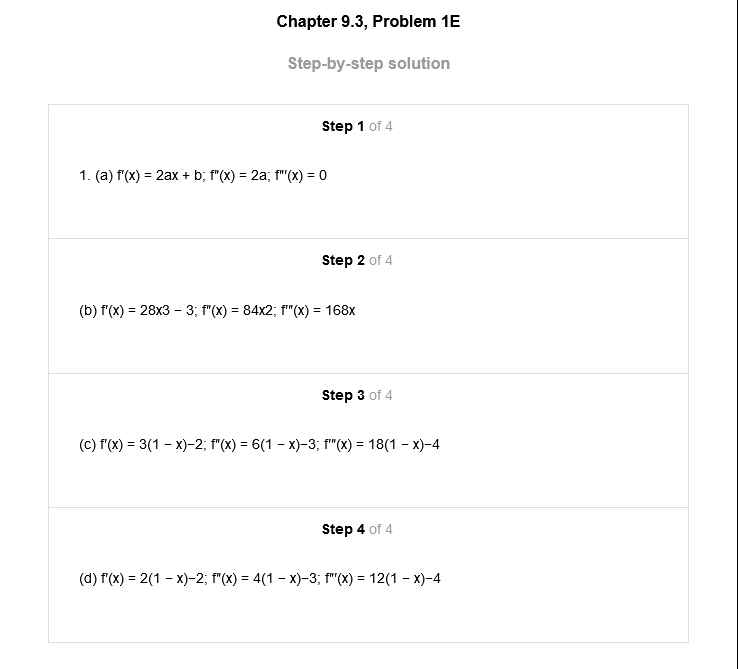 Chapter 9.3, Problem 1E
Step-by-step solution
Step 1 of 4
1. (a) f'(x) = 2ax + b; f"(x) = 2a; f"'(x) = 0
Step 2 of 4
(b) f'(x) = 28x3 − 3; f"(x) = 84x2; f"'(x) = 168x
Step 3 of 4
(c) f'(x) = 3(1 − x)−2; f"(x) = 6(1 − x)−3; f"'(x) = 18(1 − x)−4
Step 4 of 4
(d) f'(x) = 2(1 − x)−2; f"(x) = 4(1 − x)−3; f"'(x) = 12(1 − x)−4